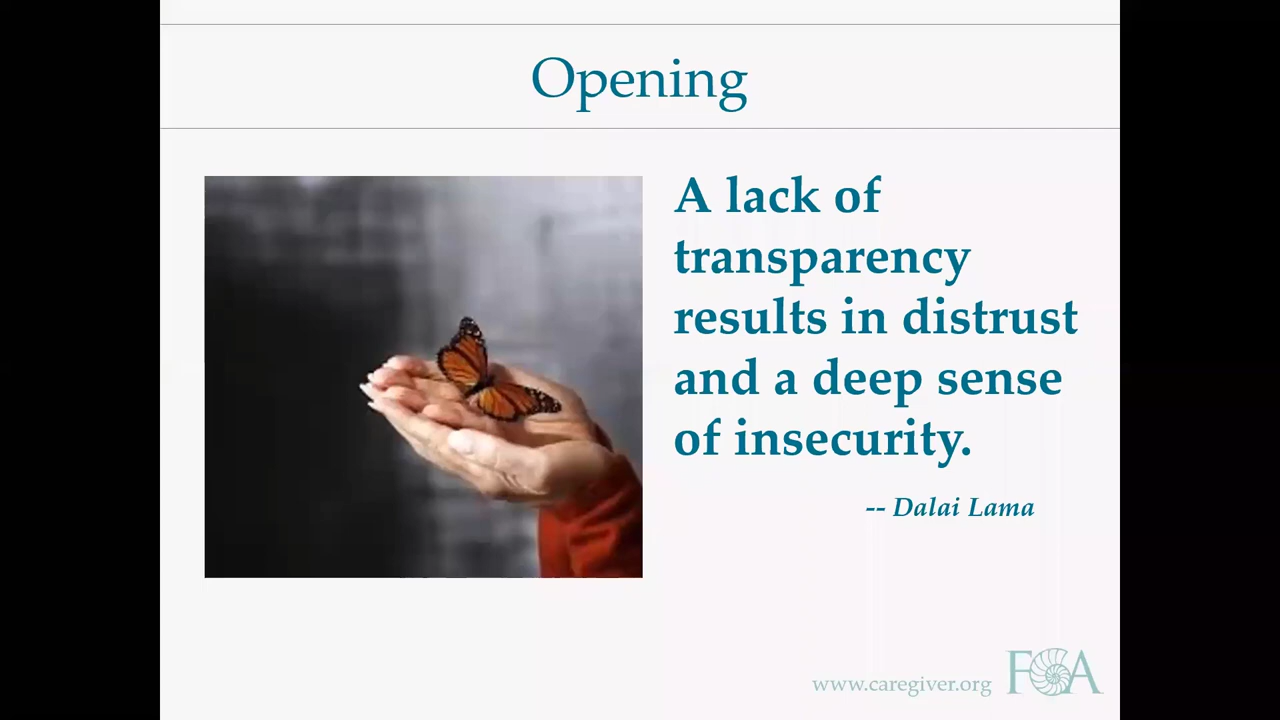 Opening
A lack of
transparency
results in distrust
and a deep sense
of insecurity.
-- Dalai Lama
www.caregiver.org
FCA